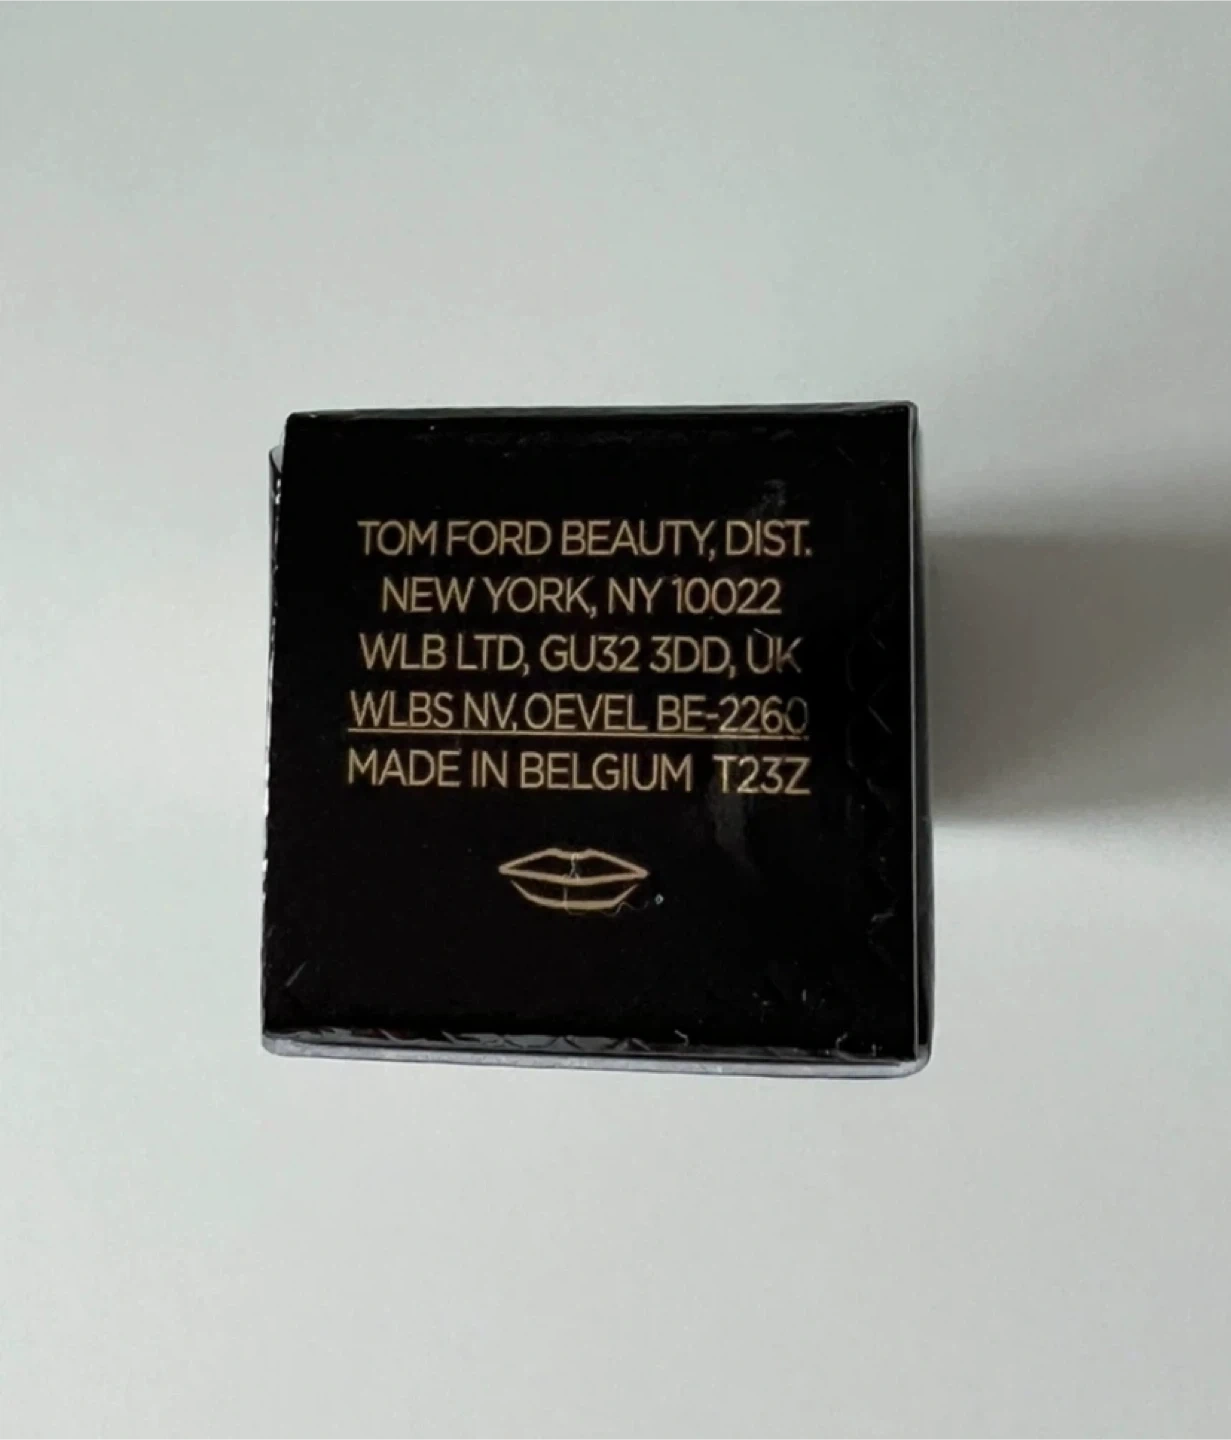 TOM FORD BEAUTY, DIST.
NEW YORK, NY 10022
WLB LTD, GU32 3DD, UK
WLBS NV, OEVEL BE-2260
MADE IN BELGIUM T23Z